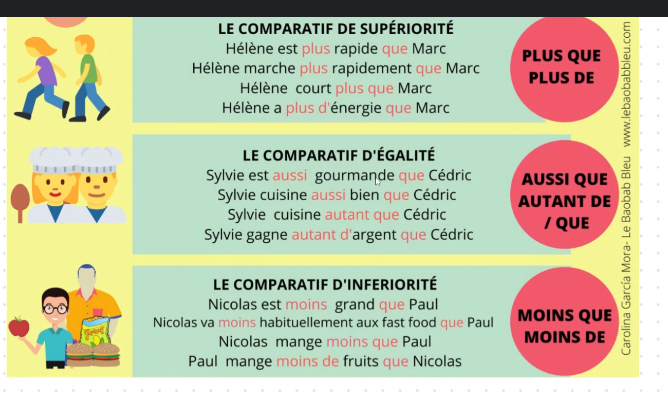 LE COMPARATIF DE SUPÉRIORITÉ
Hélène est plus rapide que Marc
Hélène marche plus rapidement que Marc
Hélène court plus que Marc
Hélène a plus d'énergie que Marc
PLUS QUE
PLUS DE
LE COMPARATIF D'ÉGALITÉ
Sylvie est aussi gourmande que Cédric
Sylvie cuisine aussi bien que Cédric
Sylvie cuisine autant que Cédric
Sylvie gagne autant d'argent que Cédric
AUSSI QUE
AUTANT DE
/ QUE
LE COMPARATIF D'INFERIORITÉ
Nicolas est moins grand que Paul
Nicolas va moins habituellement aux fast food que Paul
Nicolas mange moins que Paul
Paul mange moins de fruits que Nicolas
MOINS QUE
MOINS DE
Carolina García Mora- Le Baobab Bleu www.lebaobabbleu.com